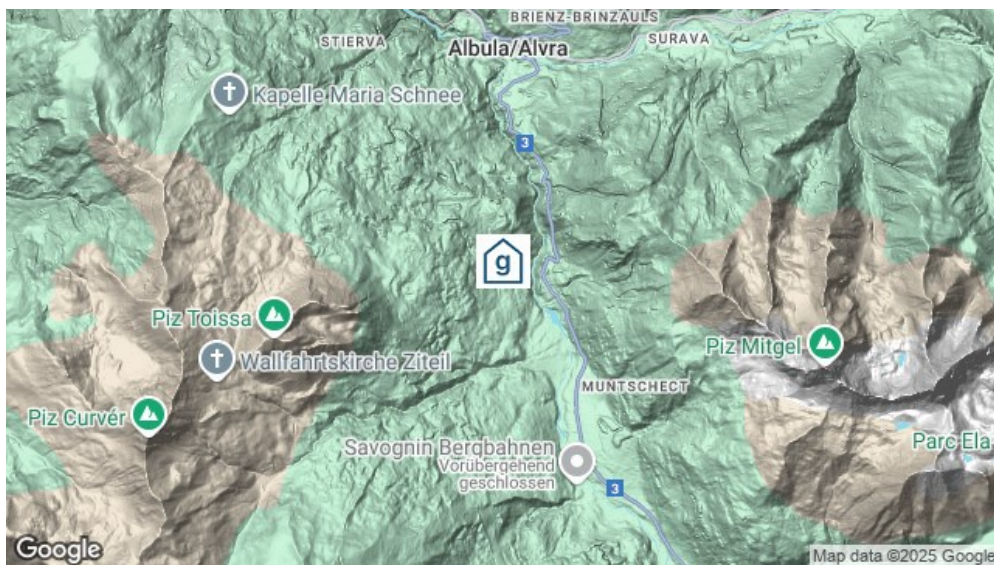 BRIENZ-BRINZAULS
STIERVA
Albula/Alvra
SURAVA
Kapelle Maria Schnee
3
g
Piz Toissa
Piz Mitgel
Wallfahrtskirche Ziteil
MUNTSCHECT
Piz Curvér
Savognin Bergbahnen
Vorübergehend
geschlossen
Parc Ela
3
Google
Map data ©2025 Google